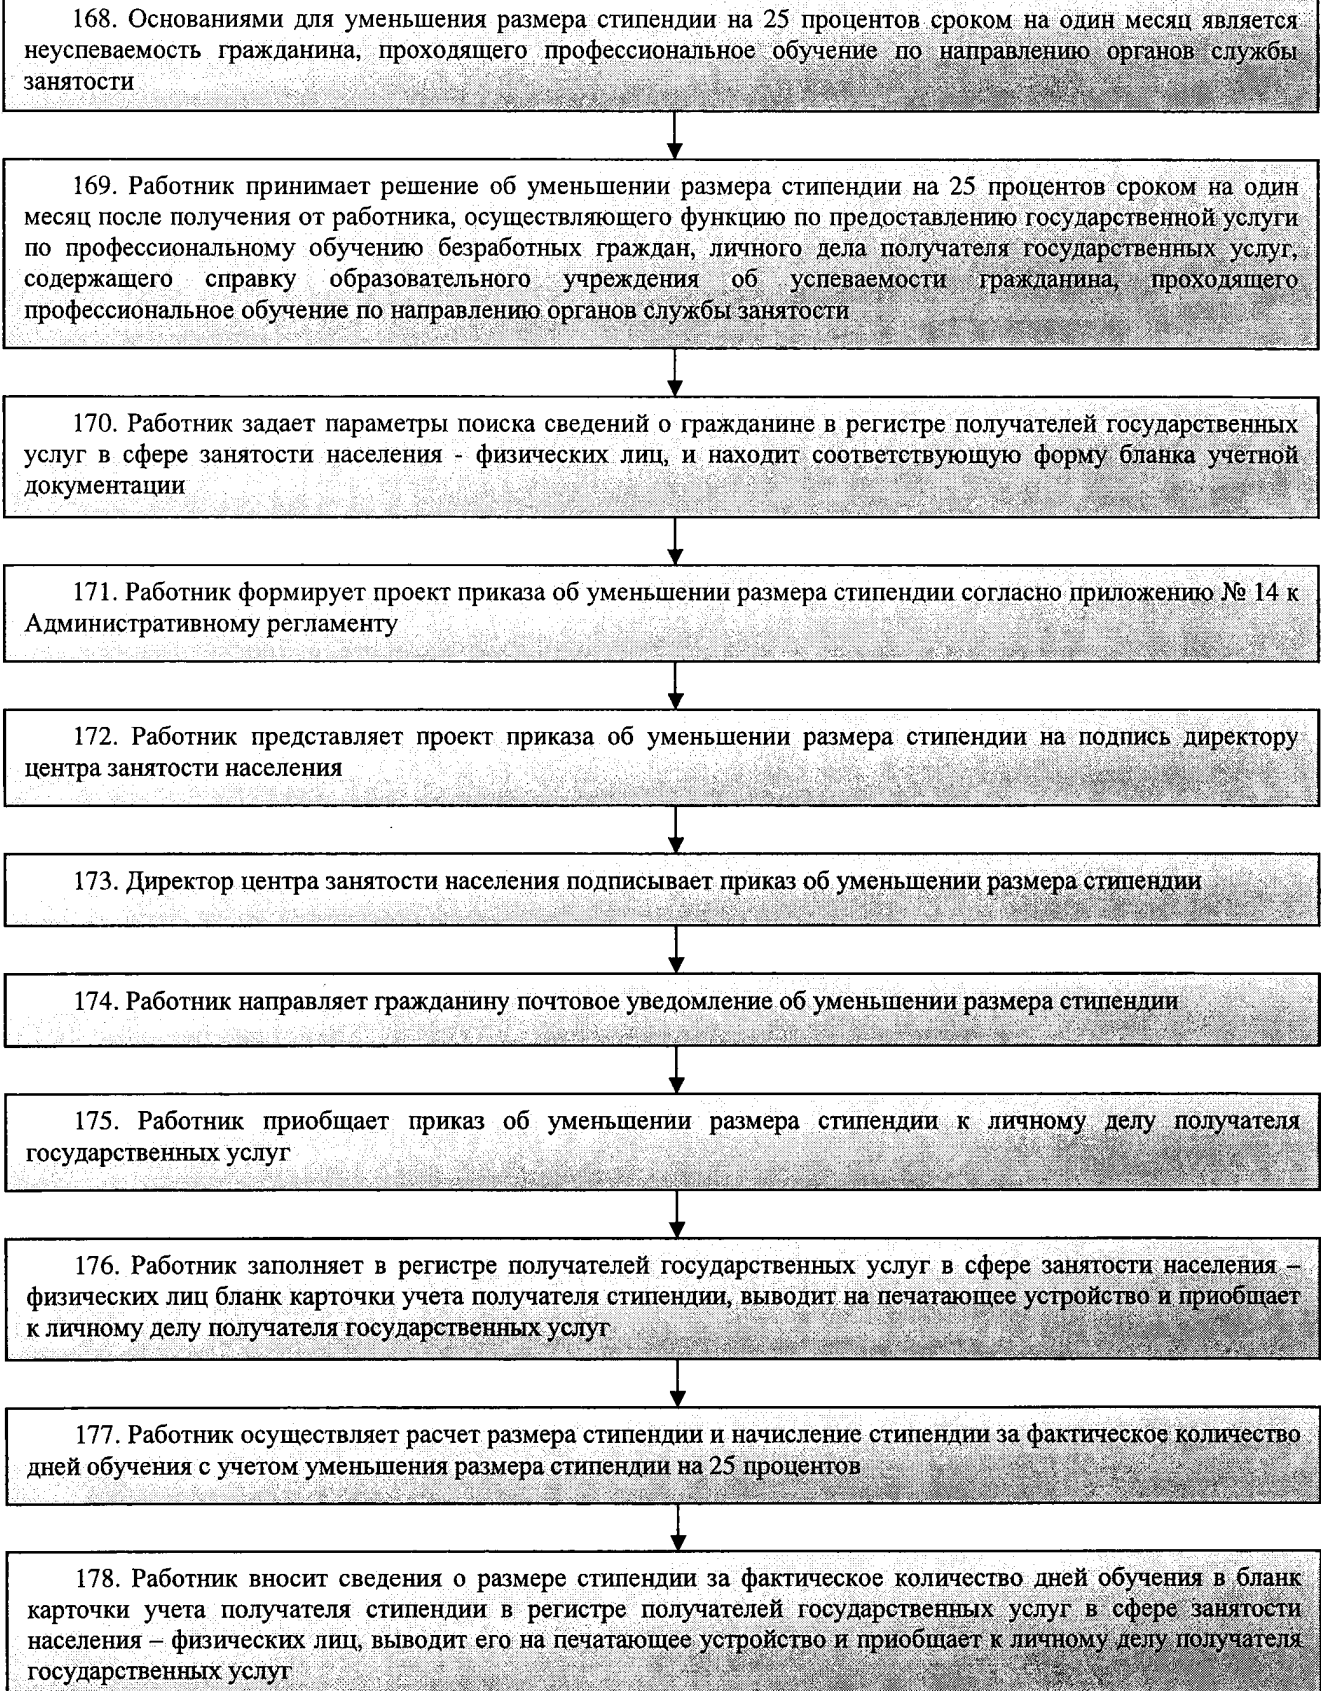 168. Основаниями для уменьшения размера стипендии на 25 процентов сроком на один месяц является
неуспеваемость гражданина, проходящего профессиональное обучение по направлению органов службы
занятости
169. Работник принимает решение об уменьшении размера стипендии на 25 процентов сроком на один
месяц после получения от работника, осуществляющего функцию по предоставлению государственной услуги
по профессиональному обучению безработных граждан, личного дела получателя государственных услуг,
содержащего справку образовательного учреждения об успеваемости гражданина, проходящего
профессиональное обучение по направлению органов службы занятости
170. Работник задает параметры поиска сведений о гражданине в регистре получателей государственных
услуг в сфере занятости населения - физических лиц, и находит соответствующую форму бланка учетной
документации
171. Работник формирует проект приказа об уменьшении размера стипендии согласно приложению № 14 к
Административному регламенту
172. Работник представляет проект приказа об уменьшении размера стипендии на подпись директору
центра занятости населения
173. Директор центра занятости населения подписывает приказ об уменьшении размера стипендии
174. Работник направляет гражданину почтовое уведомление об уменьшении размера стипендии
175. Работник приобщает приказ об уменьшении размера стипендии к личному делу получателя
государственных услуг
176. Работник заполняет в регистре получателей государственных услуг в сфере занятости населения –
физических лиц бланк карточки учета получателя стипендии, выводит на печатающее устройство и приобщает
к личному делу получателя государственных услуг
177. Работник осуществляет расчет размера стипендии и начисление стипендии за фактическое количество
дней обучения с учетом уменьшения размера стипендии на 25 процентов
178. Работник вносит сведения о размере стипендии за фактическое количество дней обучения в бланк
карточки учета получателя стипендии в регистре получателей государственных услуг в сфере занятости
населения – физических лиц, выводит его на печатающее устройство и приобщает к личному делу получателя
государственных услуг